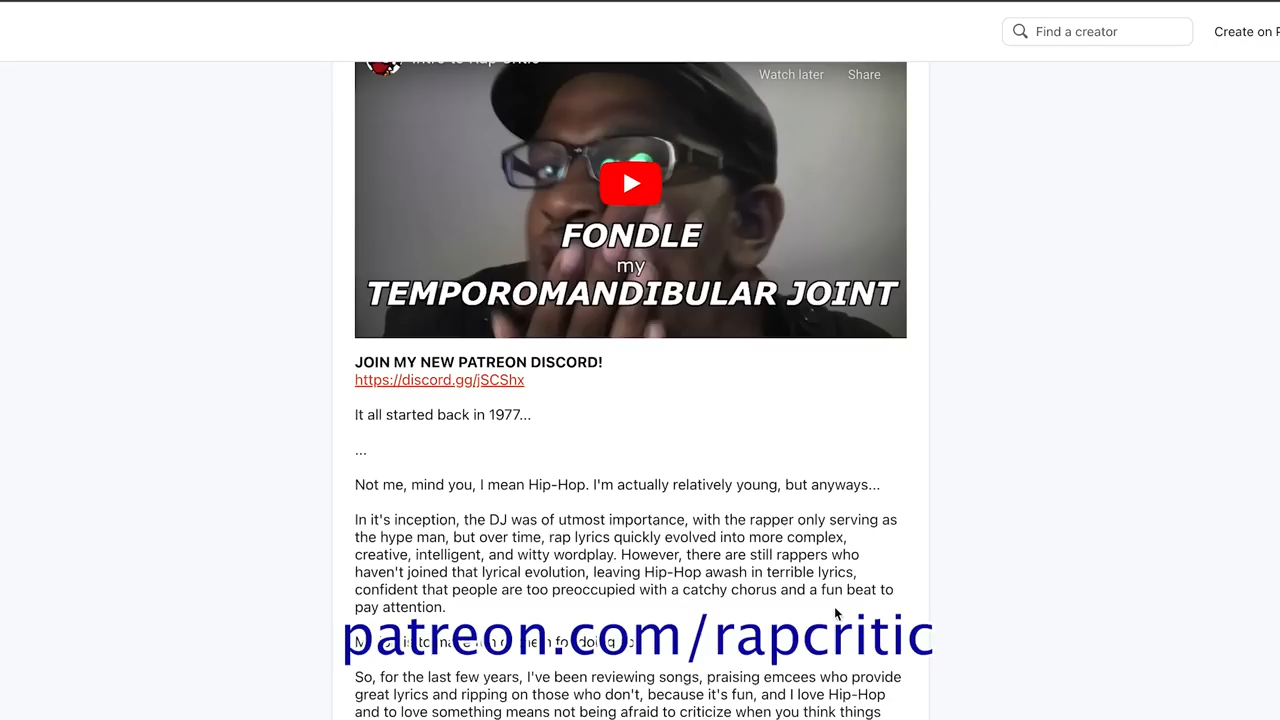 Find a creator
Create on P
Intro to Rap Critic
Watch later
Share
FONDLE
my
TEMPOROMANDIBULAR JOINT
JOIN MY NEW PATREON DISCORD!
https://discord.gg/jSCShx
It all started back in 1977...
...
Not me, mind you, I mean Hip-Hop. I'm actually relatively young, but anyways...
In it's inception, the DJ was of utmost importance, with the rapper only serving as
the hype man, but over time, rap lyrics quickly evolved into more complex,
creative, intelligent, and witty wordplay. However, there are still rappers who
haven't joined that lyrical evolution, leaving Hip-Hop awash in terrible lyrics,
confident that people are too preoccupied with a catchy chorus and a fun beat to
pay attention.
patreon.com/rapcritic
So, for the last few years, I've been reviewing songs, praising emcees who provide
great lyrics and ripping on those who don't, because it's fun, and I love Hip-Hop
and to love something means not being afraid to criticize when you think things